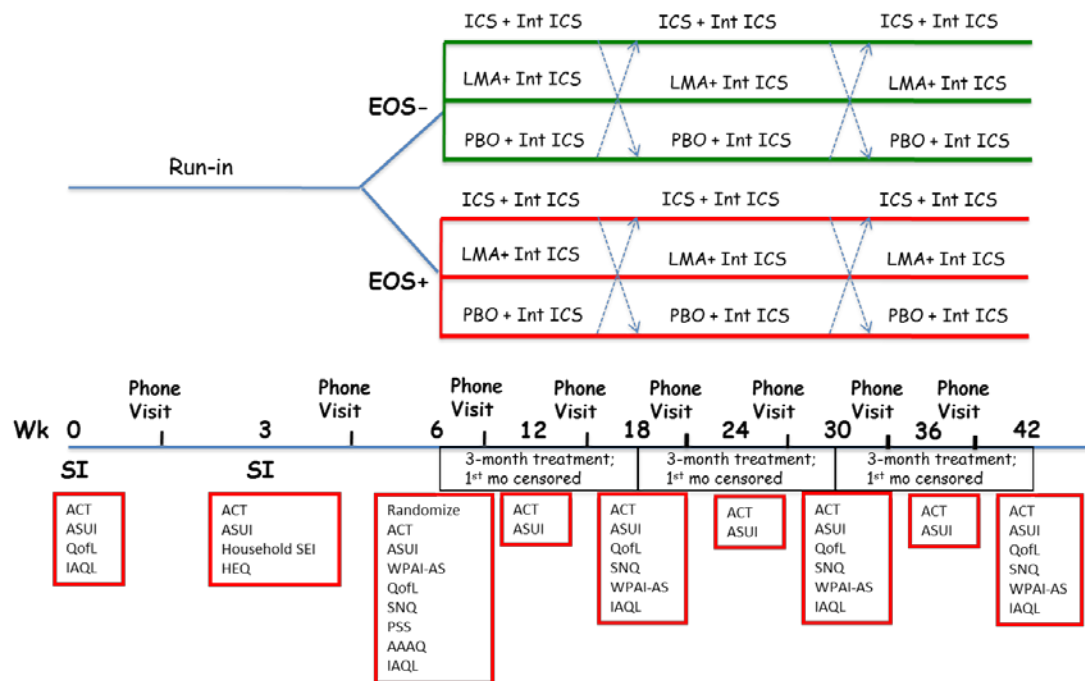 ICS + Int ICS ICS + Int ICS ICS + Int ICS
LMA+ Int ICS LMA+ Int ICS LMA+ Int ICS
EOS-
PBO + Int ICS PBO + Int ICS PBO + Int ICS
Run-in
ICS + Int ICS ICS + Int ICS ICS + Int ICS
LMA+ Int ICS LMA+ Int ICS LMA+ Int ICS
EOS+
PBO + Int ICS PBO + Int ICS PBO + Int ICS
Phone Visit
Phone Visit
Phone Visit
Phone Visit
Phone Visit
Phone Visit
Phone Visit
Phone Visit
Wk 0 3 6 12 18 24 30 36 42
SI SI
3-month treatment;
1st mo censored
3-month treatment;
1st mo censored
3-month treatment;
1st mo censored
ACT
ASUI
QofL
IAQL
ACT
ASUI
Household SEI
HEQ
Randomize
ACT
ASUI
WPAI-AS
QofL
SNQ
PSS
AAAQ
IAQL
ACT
ASUI
ACT
ASUI
QofL
SNQ
WPAI-AS
IAQL
ACT
ASUI
ACT
ASUI
QofL
SNQ
WPAI-AS
IAQL
ACT
ASUI
ACT
ASUI
QofL
SNQ
WPAI-AS
IAQL